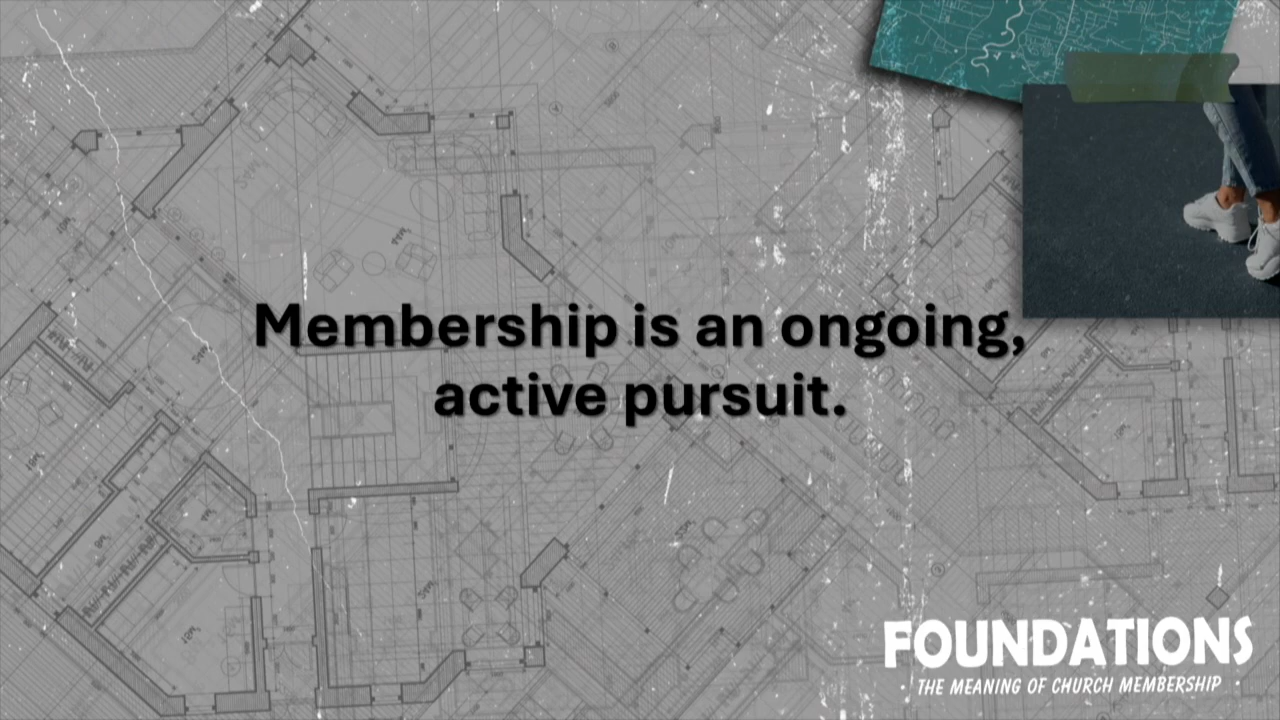 Membership is an ongoing,
active pursuit.
FOUNDATIONS
· THE MEANING OF CHURCH MEMBERSHIP ·